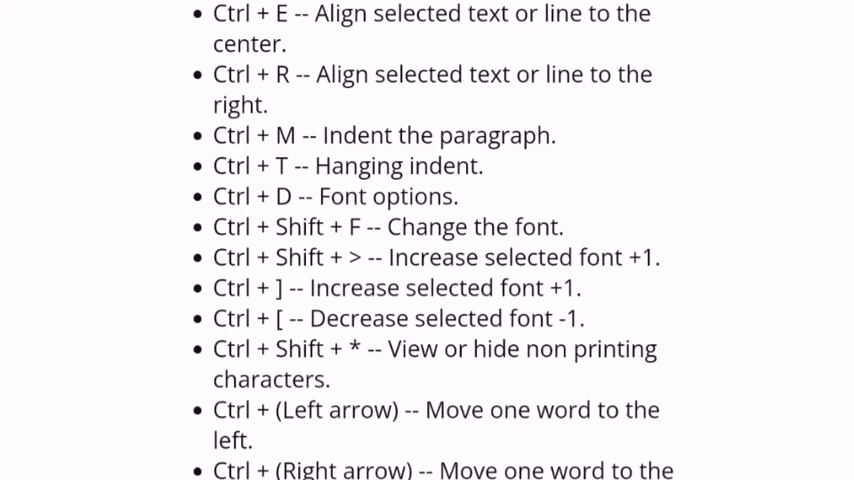 • Ctrl + E -- Align selected text or line to the
center.
• Ctrl + R -- Align selected text or line to the
right.
• Ctrl + M -- Indent the paragraph.
• Ctrl + T -- Hanging indent.
• Ctrl + D -- Font options.
• Ctrl + Shift + F -- Change the font.
• Ctrl + Shift + > -- Increase selected font +1.
• Ctrl + ] -- Increase selected font +1.
• Ctrl + [ -- Decrease selected font -1.
• Ctrl + Shift + * -- View or hide non printing
characters.
• Ctrl + (Left arrow) -- Move one word to the
left.
• Ctrl + (Right arrow) -- Move one word to the